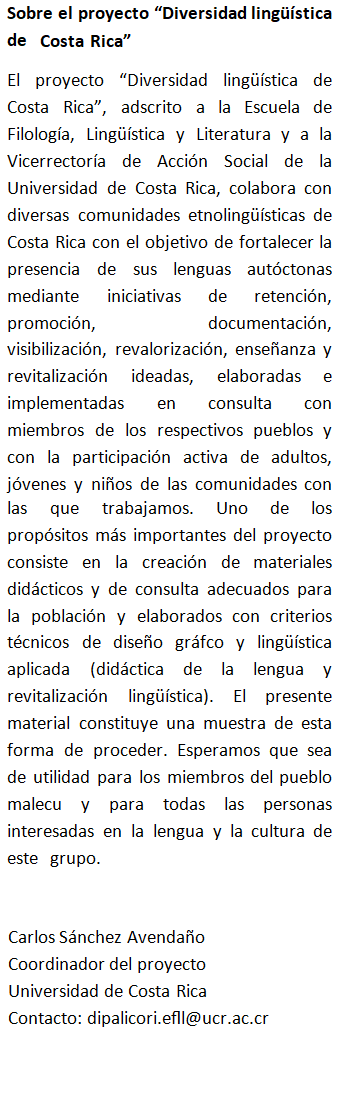 Sobre el proyecto “Diversidad lingüística
de Costa Rica”
El proyecto “Diversidad lingüística de
Costa Rica”, adscrito a la Escuela de
Filología, Lingüística y Literatura y a la
Vicerrectoría de Acción Social de la
Universidad de Costa Rica, colabora con
diversas comunidades etnolingüísticas de
Costa Rica con el objetivo de fortalecer la
presencia de sus lenguas autóctonas
mediante iniciativas de retención,
promoción, documentación,
visibilización, revalorización, enseñanza y
revitalización ideadas, elaboradas e
implementadas en consulta con
miembros de los respectivos pueblos y
con la participación activa de adultos,
jóvenes y niños de las comunidades con
las que trabajamos. Uno de los
propósitos más importantes del proyecto
consiste en la creación de materiales
didácticos y de consulta adecuados para
la población y elaborados con criterios
técnicos de diseño gráfco y lingüística
aplicada (didáctica de la lengua y
revitalización lingüística). El presente
material constituye una muestra de esta
forma de proceder. Esperamos que sea
de utilidad para los miembros del pueblo
malecu y para todas las personas
interesadas en la lengua y la cultura de
este grupo.
Carlos Sánchez Avendaño
Coordinador del proyecto
Universidad de Costa Rica
Contacto: dipalicori.efll@ucr.ac.cr